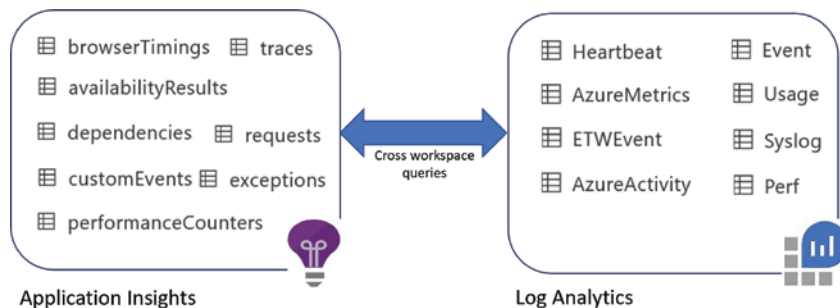 browserTimings traces
availabilityResults
dependencies requests
customEvents exceptions
performanceCounters
Application Insights
Cross workspace
queries
Heartbeat Event
AzureMetrics Usage
ETWEvent Syslog
AzureActivity Perf
Log Analytics